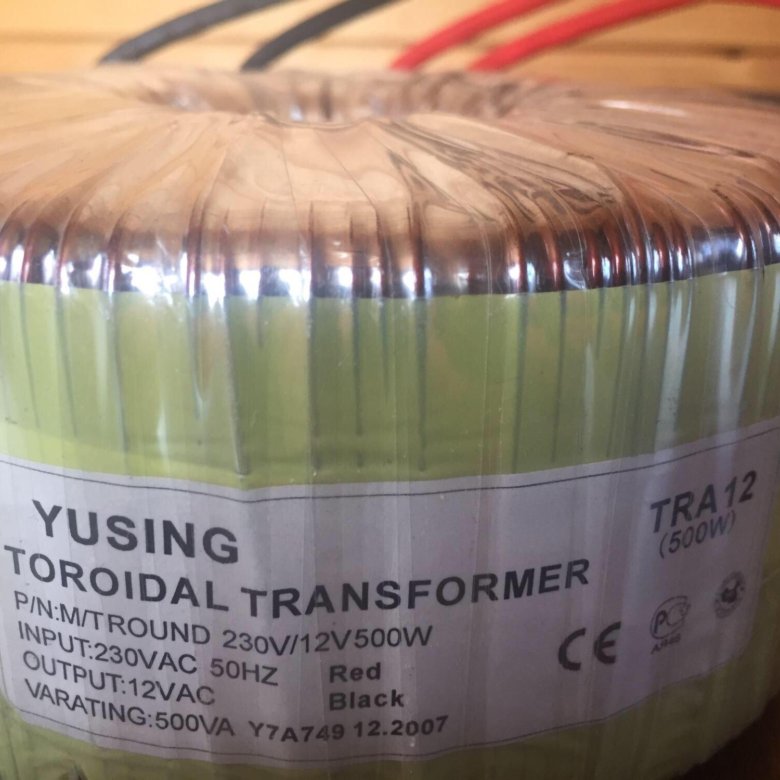 YUSING
TRA12
(500W)
TOROIDAL TRANSFORMER
P/N:M/TROUND 230V/12V500W
INPUT:230VAC 50HZ Red
OUTPUT:12VAC Black
VARATING:500VA Y7A749 12.2007
CE